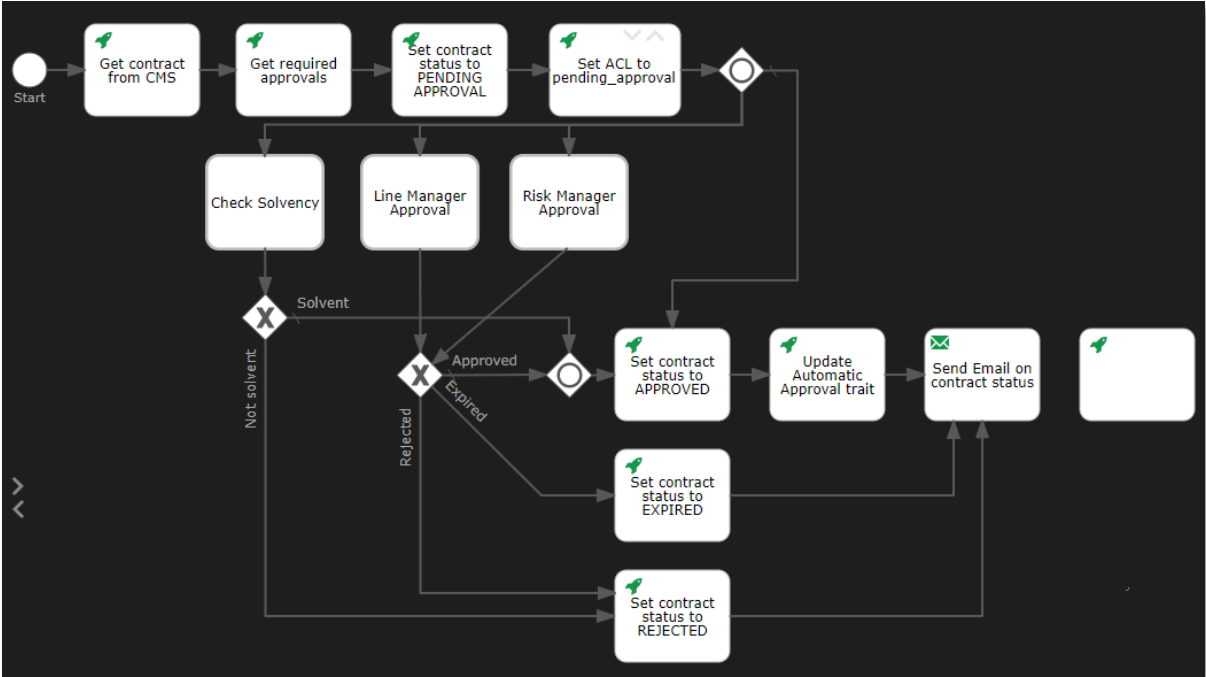 Start
Get contract
from CMS
Get required
approvals
Set contract
status to
PENDING
APPROVAL
Set ACL to
pending_approval
Check Solvency
Line Manager
Approval
Risk Manager
Approval
Solvent
Not solvent
Approved
Expired
Rejected
Set contract
status to
APPROVED
Update
Automatic
Approval trait
Send Email on
contract status
Set contract
status to
EXPIRED
Set contract
status to
REJECTED